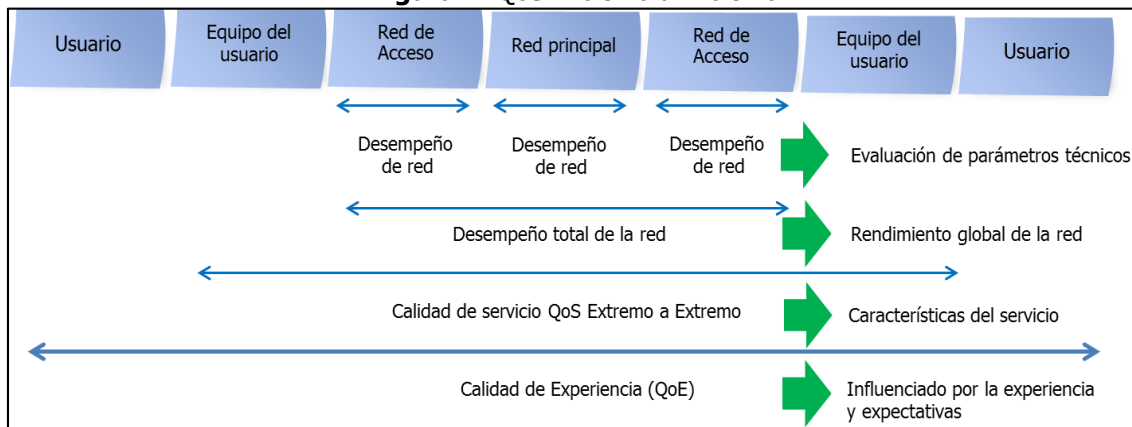 Usuario
Equipo del
usuario
Red de
Acceso
Red principal
Red de
Acceso
Equipo del
usuario
Usuario
Desempeño
de red
Desempeño
de red
Desempeño
de red
Evaluación de parámetros técnicos
Desempeño total de la red
Rendimiento global de la red
Calidad de servicio QoS Extremo a Extremo
Características del servicio
Calidad de Experiencia (QoE)
Influenciado por la experiencia
y expectativas